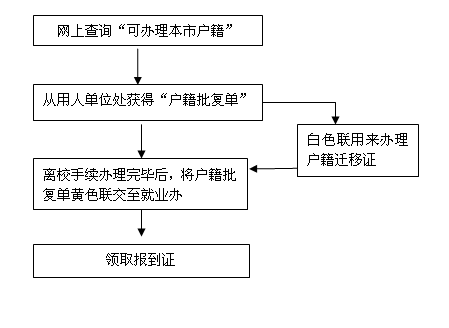 网上查询“可办理本市户籍”
从用人单位处获得“户籍批复单”
白色联用来办理
户籍迁移证
离校手续办理完毕后，将户籍批
复单黄色联交至就业办
领取报到证